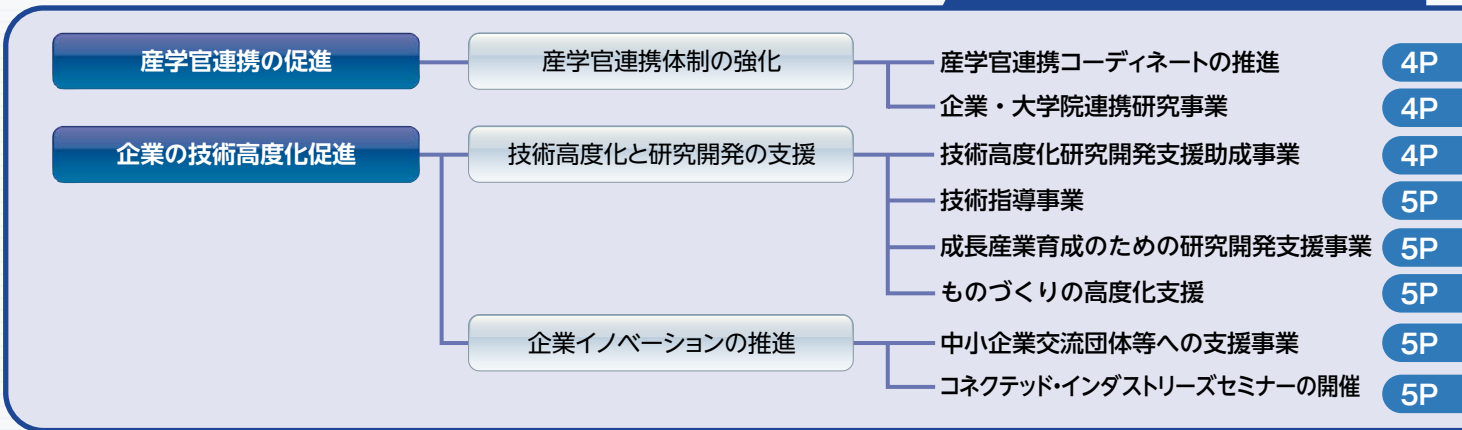 産学官連携の促進
産学官連携体制の強化
産学官連携コーディネートの推進 4P
企業・大学院連携研究事業 4P
企業の技術高度化促進
技術高度化と研究開発の支援
技術高度化研究開発支援助成事業 4P
技術指導事業 5P
成長産業育成のための研究開発支援事業 5P
ものづくりの高度化支援 5P
企業イノベーションの推進
中小企業交流団体等への支援事業 5P
コネクテッド・インダストリーズセミナーの開催 5P